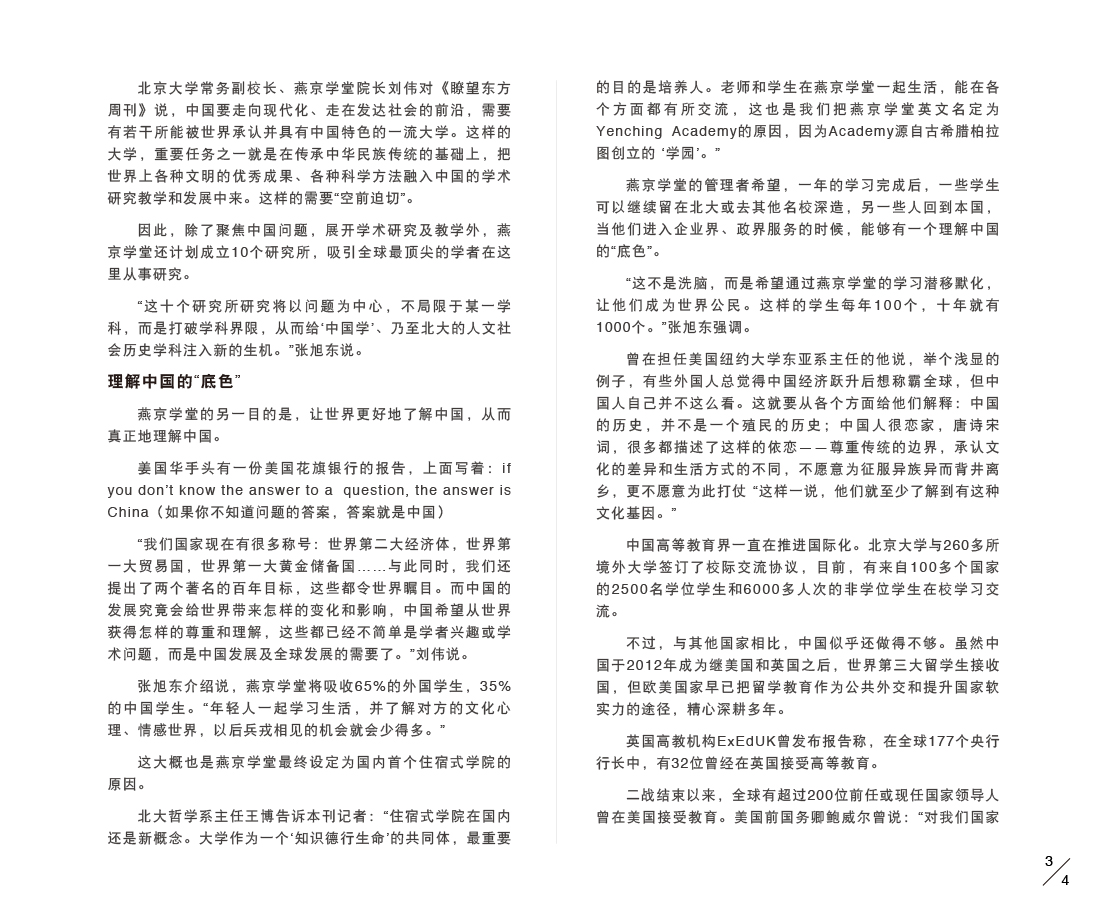 北京大学常务副校长、燕京学堂院长刘伟对《瞭望东方
周刊》说，中国要走向现代化、走在发达社会的前沿，需要
有若干所能被世界承认并具有中国特色的一流大学。这样的
大学，重要任务之一就是在传承中华民族传统的基础上，把
世界上各种文明的优秀成果、各种科学方法融入中国的学术
研究教学和发展中来。这样的需要“空前迫切”。
因此，除了聚焦中国问题，展开学术研究及教学外，燕
京学堂还计划成立10个研究所，吸引全球最顶尖的学者在这
里从事研究。
“这十个研究所研究将以问题为中心，不局限于某一学
科，而是打破学科界限，从而给‘中国学’、乃至北大的人文社
会历史学科注入新的生机。”张旭东说。
理解中国的“底色”
燕京学堂的另一目的是，让世界更好地了解中国，从而
真正地理解中国。
姜国华手头有一份美国花旗银行的报告，上面写着：if
you don’t know the answer to a question, the answer is
China（如果你不知道问题的答案，答案就是中国）
“我们国家现在有很多称号：世界第二大经济体，世界第
一大贸易国，世界第一大黄金储备国……与此同时，我们还
提出了两个著名的百年目标，这些都令世界瞩目。而中国的
发展究竟会给世界带来怎样的变化和影响，中国希望从世界
获得怎样的尊重和理解，这些都已经不简单是学者兴趣或学
术问题，而是中国发展及全球发展的需要了。”刘伟说。
张旭东介绍说，燕京学堂将吸收65%的外国学生，35%
的中国学生。“年轻人一起学习生活，并了解对方的文化心
理、情感世界，以后兵戎相见的机会就会少得多。”
这大概也是燕京学堂最终设定为国内首个住宿式学院的
原因。
北大哲学系主任王博告诉本刊记者：“住宿式学院在国内
还是新概念。大学作为一个‘知识德行生命’的共同体，最重要
的目的是培养人。老师和学生在燕京学堂一起生活，能在各
个方面都有所交流，这也是我们把燕京学堂英文名定为
Yenching Academy的原因，因为Academy源自古希腊柏拉
图创立的 ‘学园’。”
燕京学堂的管理者希望，一年的学习完成后，一些学生
可以继续留在北大或去其他名校深造，另一些人回到本国，
当他们进入企业界、政界服务的时候，能够有一个理解中国
的“底色”。
“这不是洗脑，而是希望通过燕京学堂的学习潜移默化，
让他们成为世界公民。这样的学生每年100个，十年就有
1000个。”张旭东强调。
曾在担任美国纽约大学东亚系主任的他说，举个浅显的
例子，有些外国人总觉得中国经济跃升后想称霸全球，但中
国人自己并不这么看。这就要从各个方面给他们解释：中国
的历史，并不是一个殖民的历史；中国人很恋家，唐诗宋
词，很多都描述了这样的依恋——尊重传统的边界，承认文
化的差异和生活方式的不同，不愿意为征服异族异而背井离
乡，更不愿意为此打仗 “这样一说，他们就至少了解到有这种
文化基因。”
中国高等教育界一直在推进国际化。北京大学与260多所
境外大学签订了校际交流协议，目前，有来自100多个国家
的2500名学位学生和6000多人次的非学位学生在校学习交
流。
不过，与其他国家相比，中国似乎还做得不够。虽然中
国于2012年成为继美国和英国之后，世界第三大留学生接收
国，但欧美国家早已把留学教育作为公共外交和提升国家软
实力的途径，精心深耕多年。
英国高教机构ExEdUK曾发布报告称，在全球177个央行
行长中，有32位曾经在英国接受高等教育。
二战结束以来，全球有超过200位前任或现任国家领导人
曾在美国接受教育。美国前国务卿鲍威尔曾说：“对我们国家
3
4